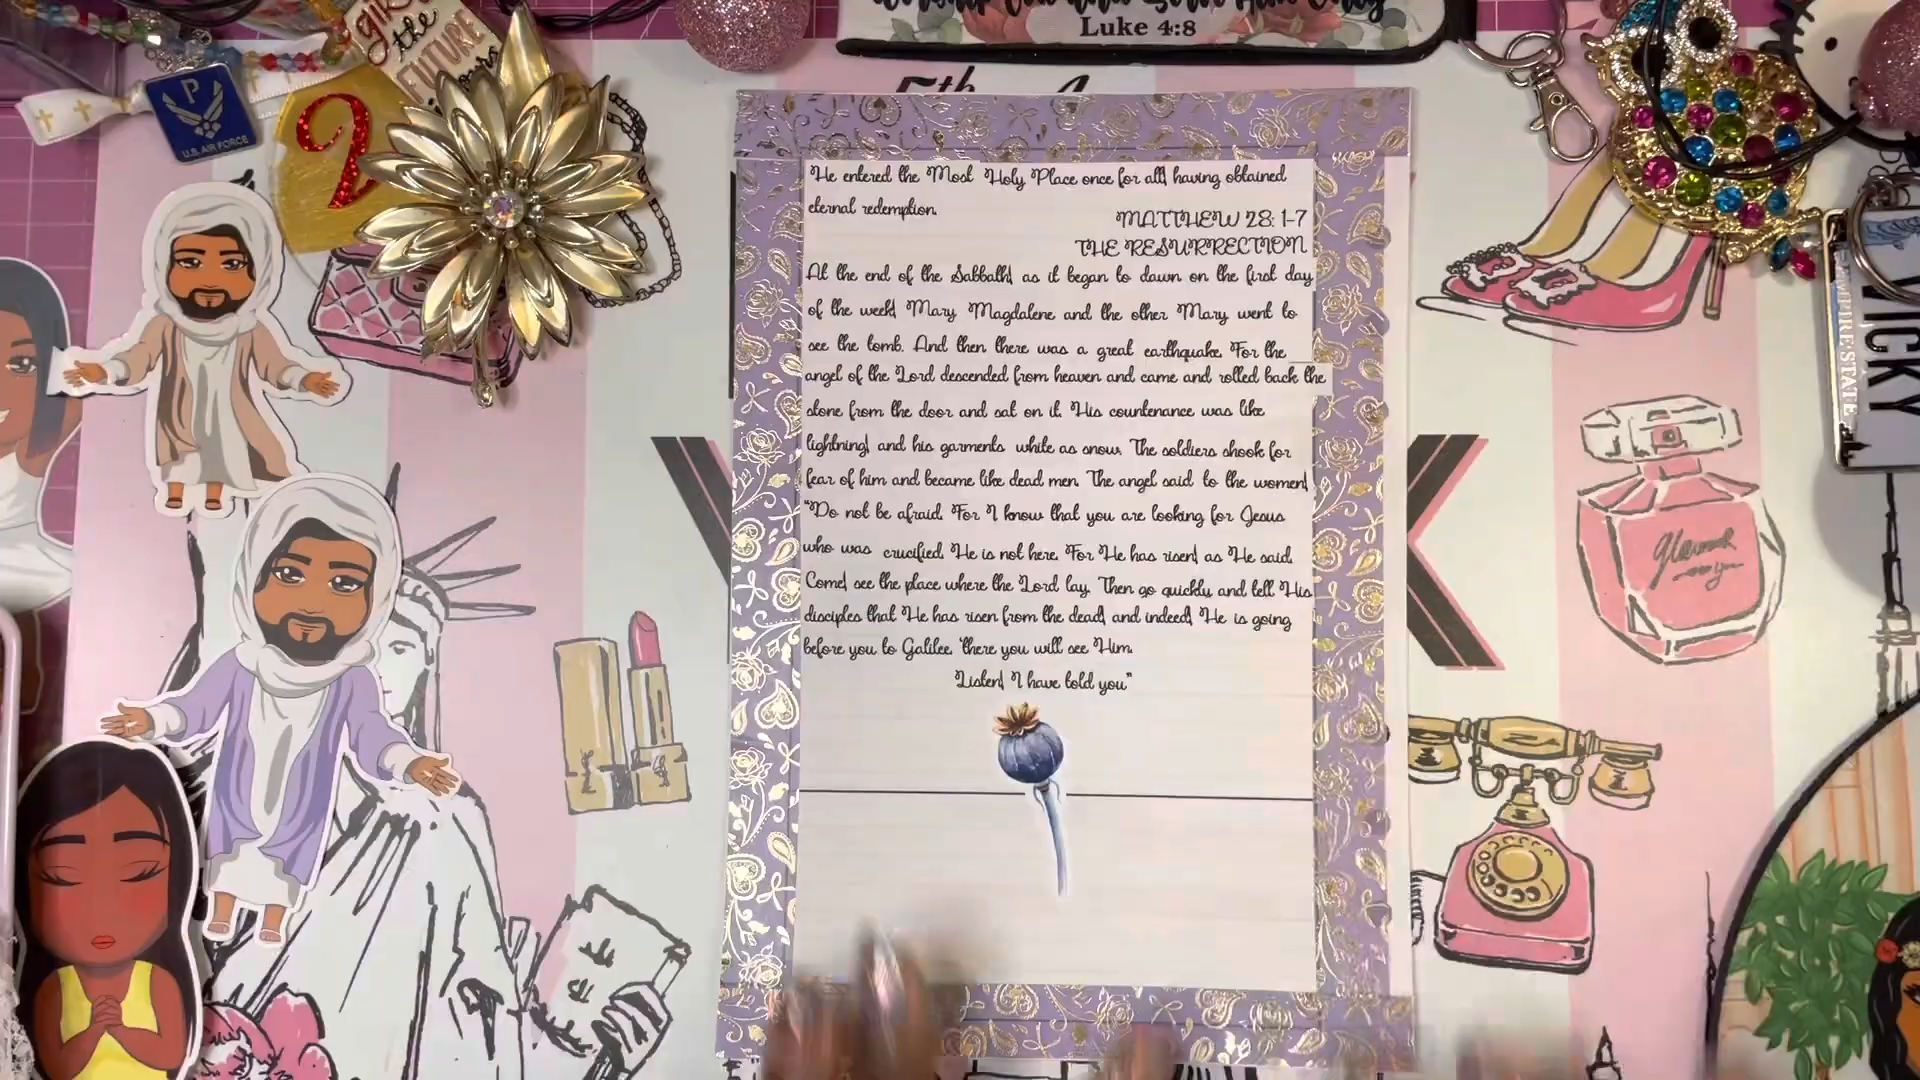 Luke 4:8
girl
the
FUTURE
is
yours
P
U.S. AIR FORCE
5th
He entered the Most Holy Place once for all, having obtained
eternal redemption.
MATTHEW 28: 1-7
THE RESURRECTION
At the end of the Sabbath, as it began to dawn on the first day
of the week, Mary Magdalene and the other Mary went to
see the tomb. And then there was a great earthquake. For the
angel of the Lord descended from heaven and came and rolled back the
stone from the door and sat on it. His countenance was like
lightning, and his garments white as snow. The soldiers shook for
fear of him and became like dead men. The angel said to the women,
"Do not be afraid. For I know that you are looking for Jesus
who was crucified. He is not here. For He has risen, as He said.
Come, see the place where the Lord lay. Then go quickly and tell His
disciples that He has risen from the dead, and indeed, He is going
before you to Galilee, there you will see Him.
Listen, I have told you"
EMPIRE STATE
VICKY
K